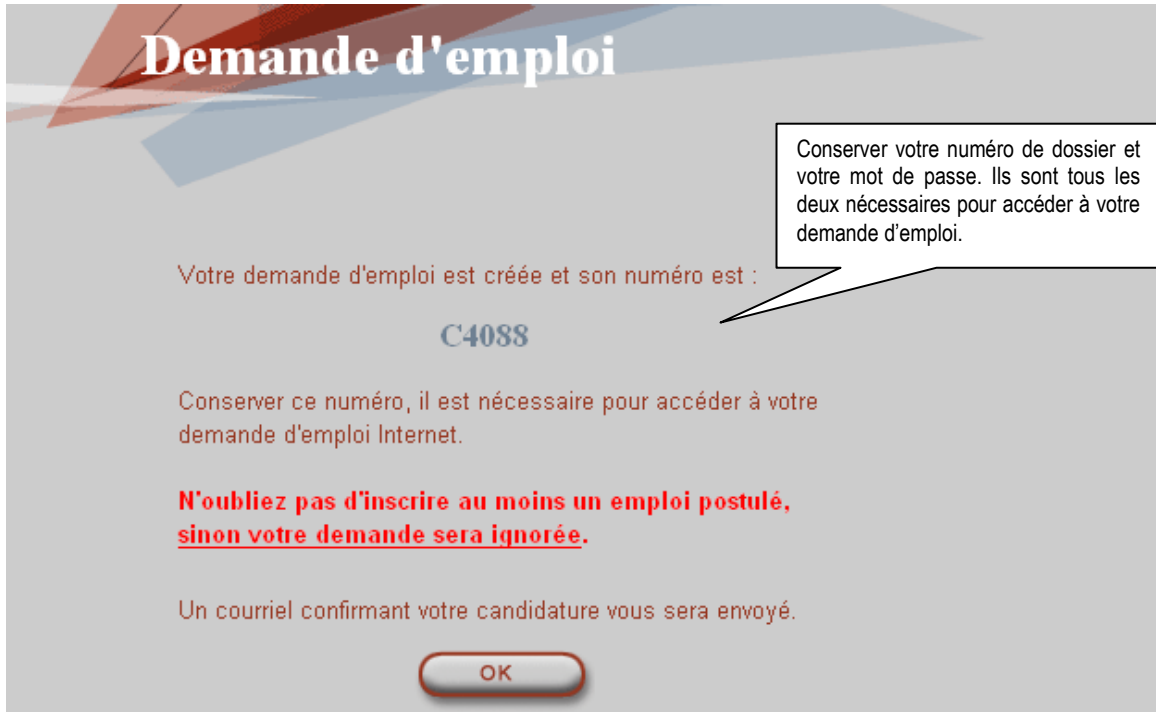 Demande d'emploi
Conserver votre numéro de dossier et
votre mot de passe. Ils sont tous les
deux nécessaires pour accéder à votre
demande d’emploi.
Votre demande d'emploi est créée et son numéro est :
C4088
Conserver ce numéro, il est nécessaire pour accéder à votre
demande d'emploi Internet.
N'oubliez pas d'inscrire au moins un emploi postulé,
sinon votre demande sera ignorée.
Un courriel confirmant votre candidature vous sera envoyé.
OK